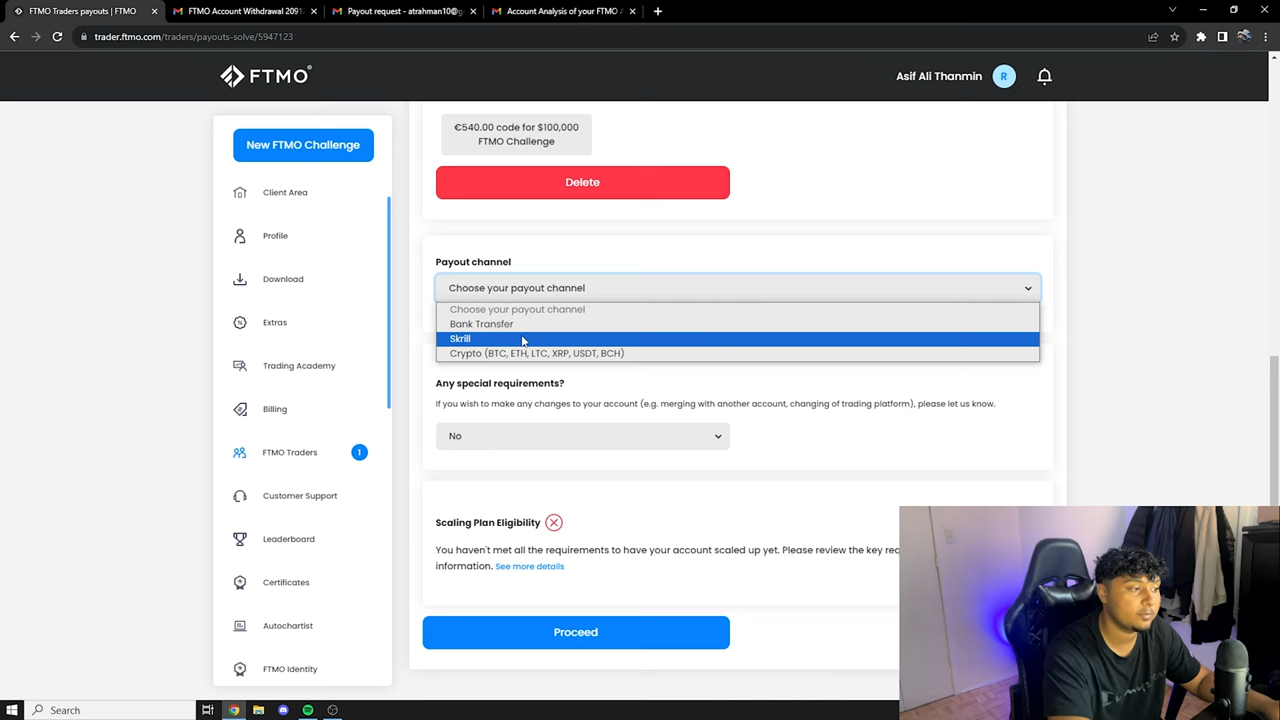 FTMO Traders payouts | FTMO
FTMO Account Withdrawal 2091
Payout request - atrahman10@g
Account Analysis of your FTMO A
trader.ftmo.com/traders/payouts-solve/5947123
FTMO
Asif Ali Thanmin
R
New FTMO Challenge
Client Area
Profile
Download
Extras
Trading Academy
Billing
FTMO Traders
1
Customer Support
Leaderboard
Certificates
Autochartist
FTMO Identity
€540.00 code for $100,000
FTMO Challenge
Delete
Payout channel
Choose your payout channel
Choose your payout channel
Bank Transfer
Skrill
Crypto (BTC, ETH, LTC, XRP, USDT, BCH)
Any special requirements?
If you wish to make any changes to your account (e.g. merging with another account, changing of trading platform), please let us know.
No
Scaling Plan Eligibility
You haven't met all the requirements to have your account scaled up yet. Please review the key re
information. See more details
Proceed
Search